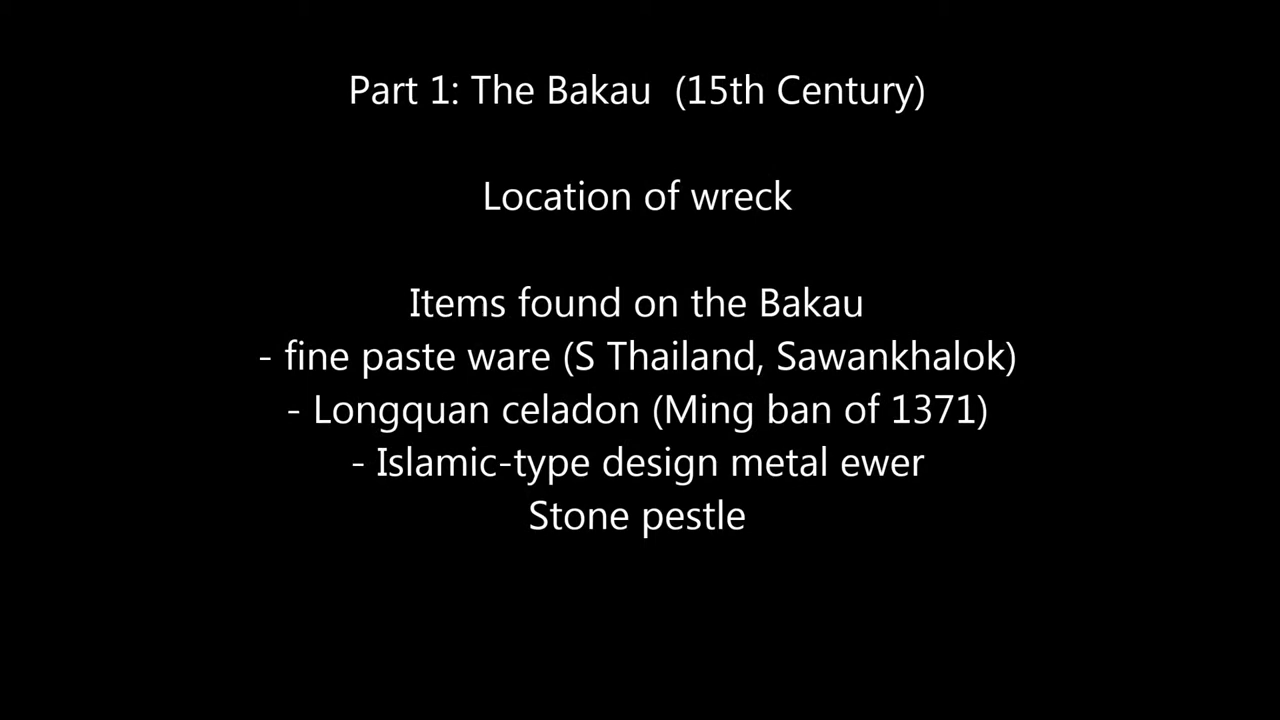 Part 1: The Bakau  (15th Century)
Location of wreck
Items found on the Bakau
- fine paste ware (S Thailand, Sawankhalok)
- Longquan celadon (Ming ban of 1371)
- Islamic-type design metal ewer
Stone pestle